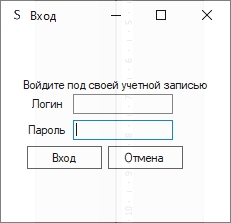 S Вход
Войдите под своей учетной записью
Логин
Пароль
Вход Отмена